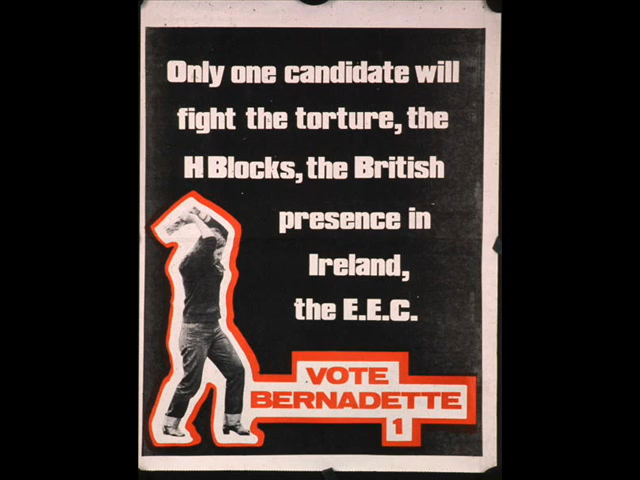 Only one candidate will
fight the torture, the
H Blocks, the British
presence in
Ireland,
the E.E.C.
VOTE
BERNADETTE
1